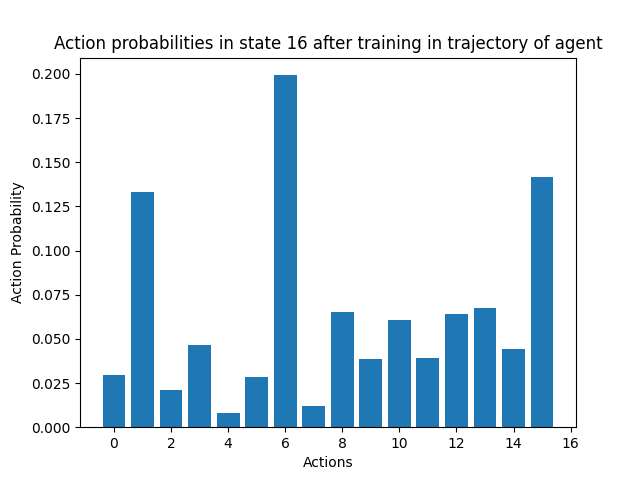 Action probabilities in state 16 after training in trajectory of agent
0.200
0.175
0.150
0.125
0.100
0.075
0.050
0.025
0.000
Action Probability
0 2 4 6 8 10 12 14 16
Actions